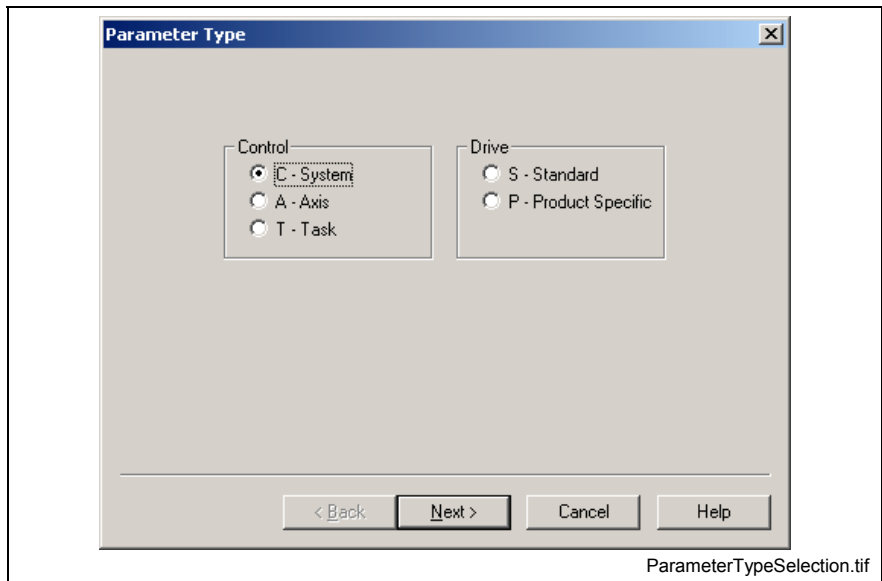 Parameter Type
Control
C - System
A - Axis
T - Task
Drive
S - Standard
P - Product Specific
< Back
Next >
Cancel
Help
ParameterTypeSelection.tif